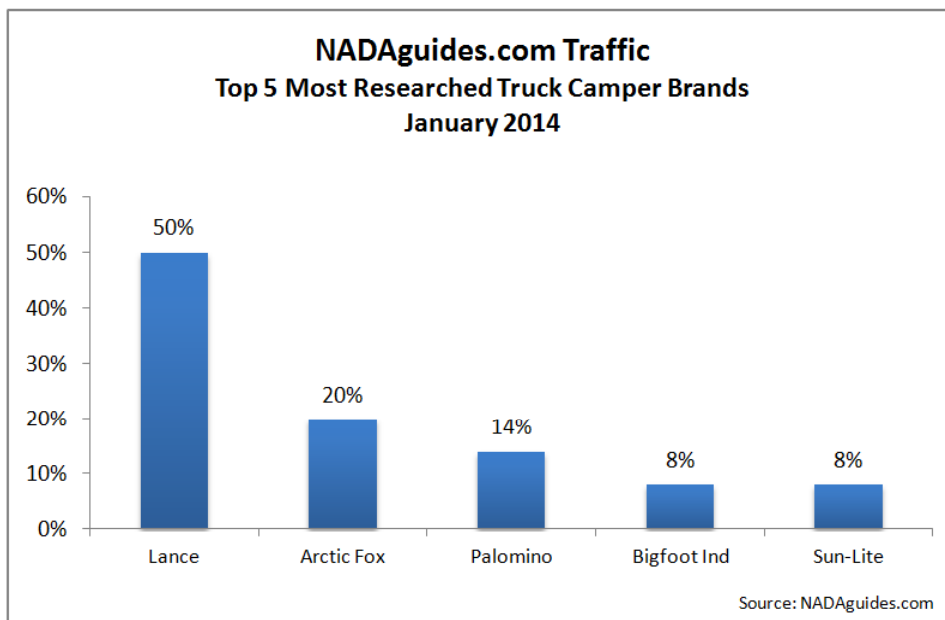 NADAguides.com Traffic
Top 5 Most Researched Truck Camper Brands
January 2014
60%
50%
40%
30%
20%
10%
0%
50%
20%
14%
8%
8%
Lance
Arctic Fox
Palomino
Bigfoot Ind
Sun-Lite
Source: NADAguides.com